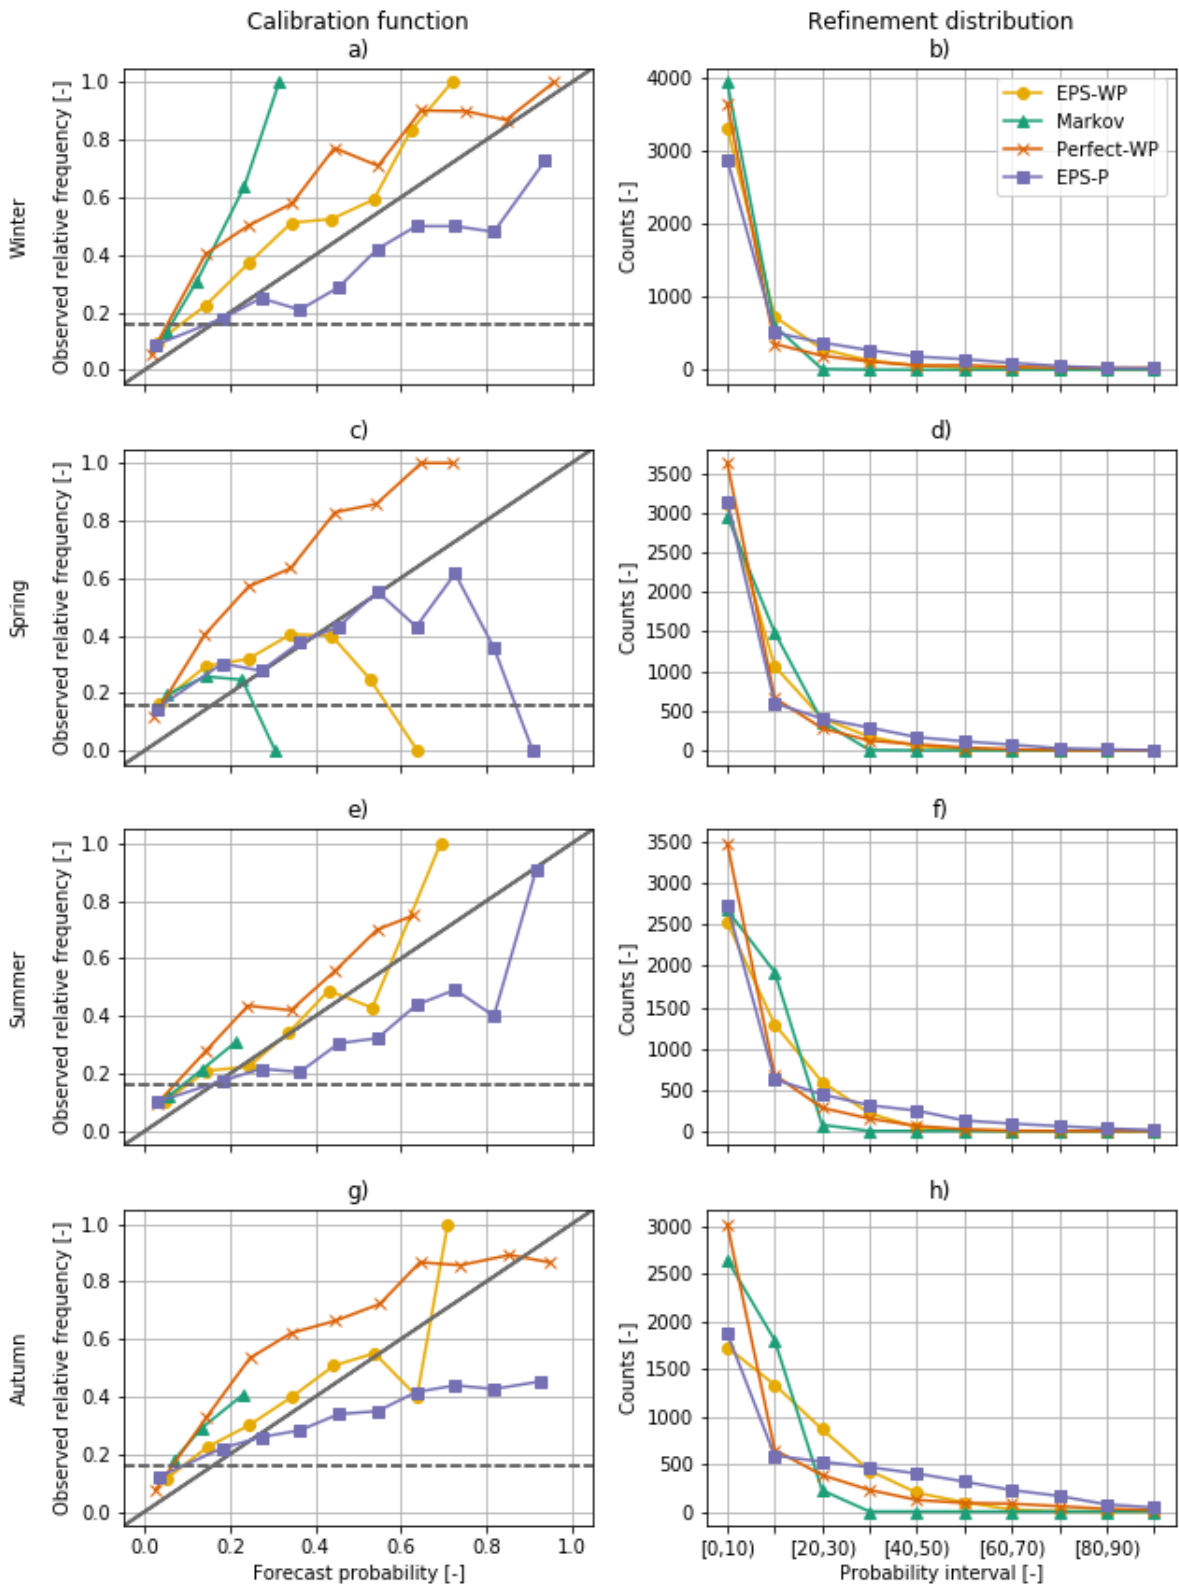 Calibration function
Refinement distribution
a)
b)
Winter
Observed relative frequency [-]
1.0
0.8
0.6
0.4
0.2
0.0
Counts [-]
4000
3000
2000
1000
0
EPS-WP
Markov
Perfect-WP
EPS-P
c)
d)
Spring
Observed relative frequency [-]
1.0
0.8
0.6
0.4
0.2
0.0
Counts [-]
3500
3000
2500
2000
1500
1000
500
0
e)
f)
Summer
Observed relative frequency [-]
1.0
0.8
0.6
0.4
0.2
0.0
Counts [-]
3500
3000
2500
2000
1500
1000
500
0
g)
h)
Autumn
Observed relative frequency [-]
1.0
0.8
0.6
0.4
0.2
0.0
Counts [-]
3000
2500
2000
1500
1000
500
0
0.0 0.2 0.4 0.6 0.8 1.0
Forecast probability [-]
[0,10) [20,30) [40,50) [60,70) [80,90)
Probability interval [-]